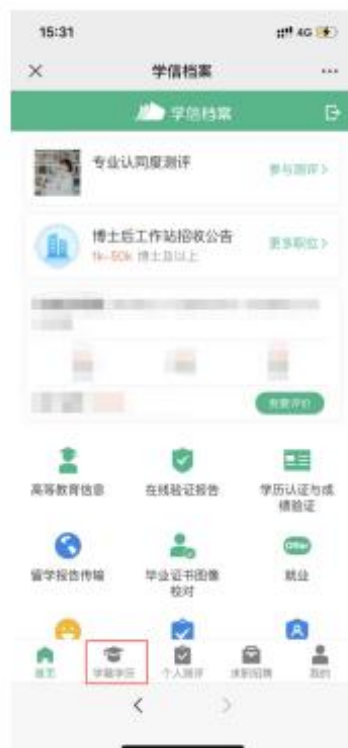 15:31
4G
学信档案
学信档案
专业认同度测评
参与测评>
博士后工作站招收公告
更多职位>
1k-50k 博士及以上
我要评价
高等教育信息
在线验证报告
学历认证与成
绩验证
留学报告传输
毕业证书图像
校对
Offer
就业
首页
学籍学历
个人测评
求职招聘
我的